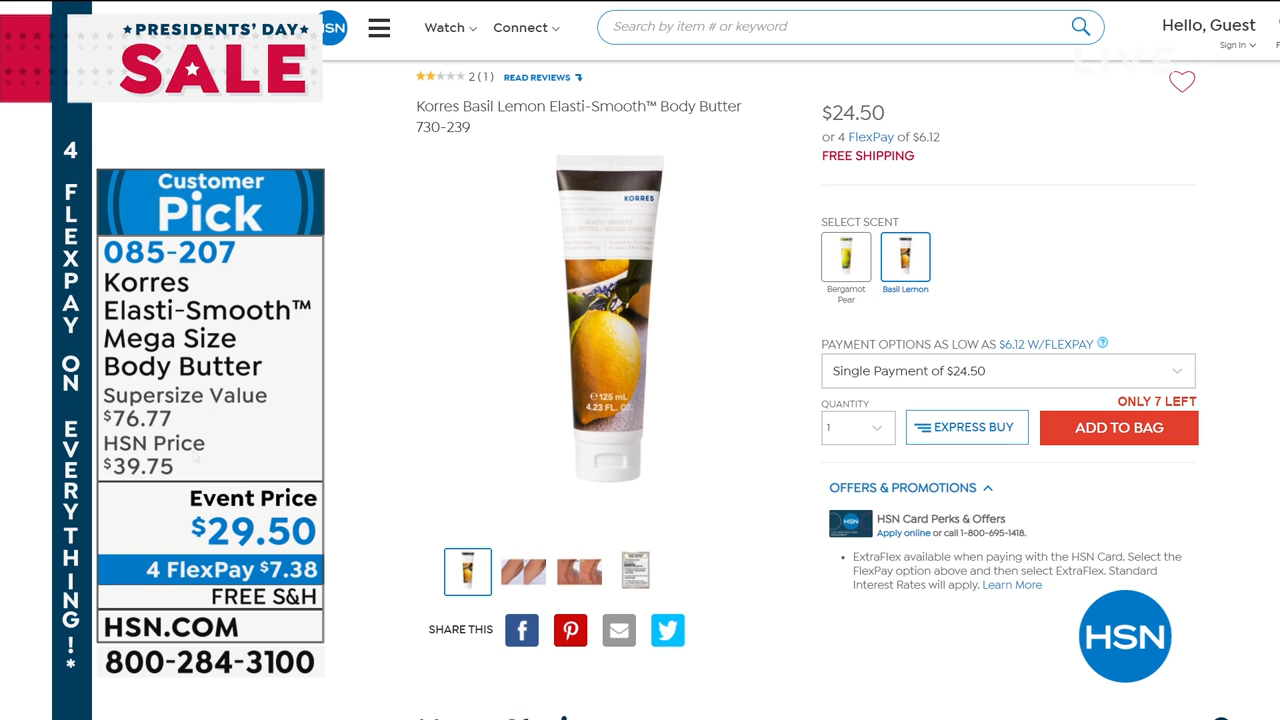 PRESIDENTS' DAY
SALE
4 FLEXPAY ON EVERYTHING!*
Customer
Pick
085-207
Korres
Elasti-Smooth™
Mega Size
Body Butter
Supersize Value
$76.77
HSN Price
$39.75
Event Price
$29.50
4 FlexPay $7.38
FREE S&H
HSN.COM
800-284-3100
HSN
Watch
Connect
Search by item # or keyword
Hello, Guest
Sign In
LIVE
2 (1) READ REVIEWS
Korres Basil Lemon Elasti-Smooth™ Body Butter
730-239
KORRES
ELASTI-SMOOTH™
℮ 125 mL
4.23 FL. OZ
SHARE THIS
$24.50
or 4 FlexPay of $6.12
FREE SHIPPING
SELECT SCENT
Bergamot
Pear
Basil Lemon
PAYMENT OPTIONS AS LOW AS $6.12 W/FLEXPAY ?
Single Payment of $24.50
QUANTITY
ONLY 7 LEFT
1
EXPRESS BUY
ADD TO BAG
OFFERS & PROMOTIONS
HSN
HSN Card Perks & Offers
Apply online or call 1-800-695-1418.
• ExtraFlex available when paying with the HSN Card. Select the
FlexPay option above and then select ExtraFlex. Standard
Interest Rates will apply. Learn More
HSN